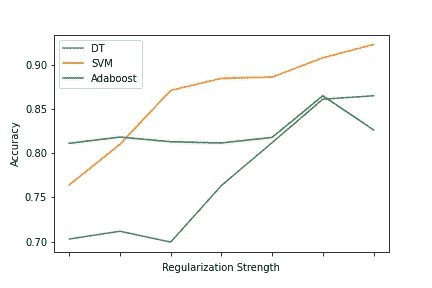 DT
SVM
Adaboost
Accuracy
0.90
0.85
0.80
0.75
0.70
Regularization Strength